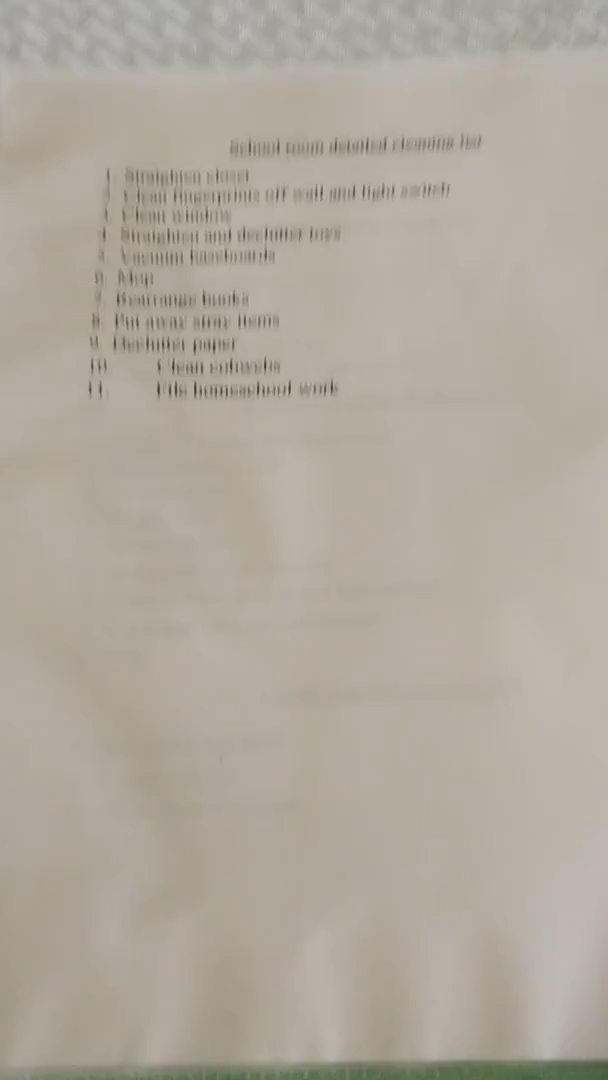 School room detailed cleaning list
1. Straighten closet
2. Clean fingerprints off wall and light switch
3. Clean window
4. Straighten and declutter toys
5. Vacuum baseboards
6. Mop
7. Rearrange books
8. Put away stray items
9. Declutter paper
10. Clean cobwebs
11. File homeschool work